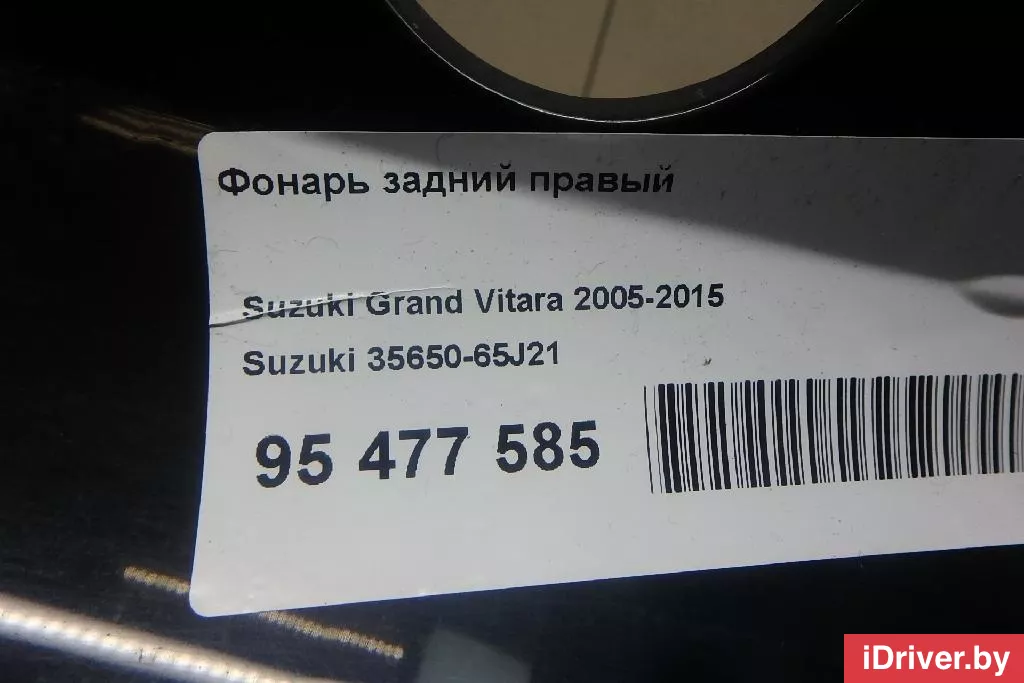 Фонарь задний правый
Suzuki Grand Vitara 2005-2015
Suzuki 35650-65J21
95 477 585
iDriver.by